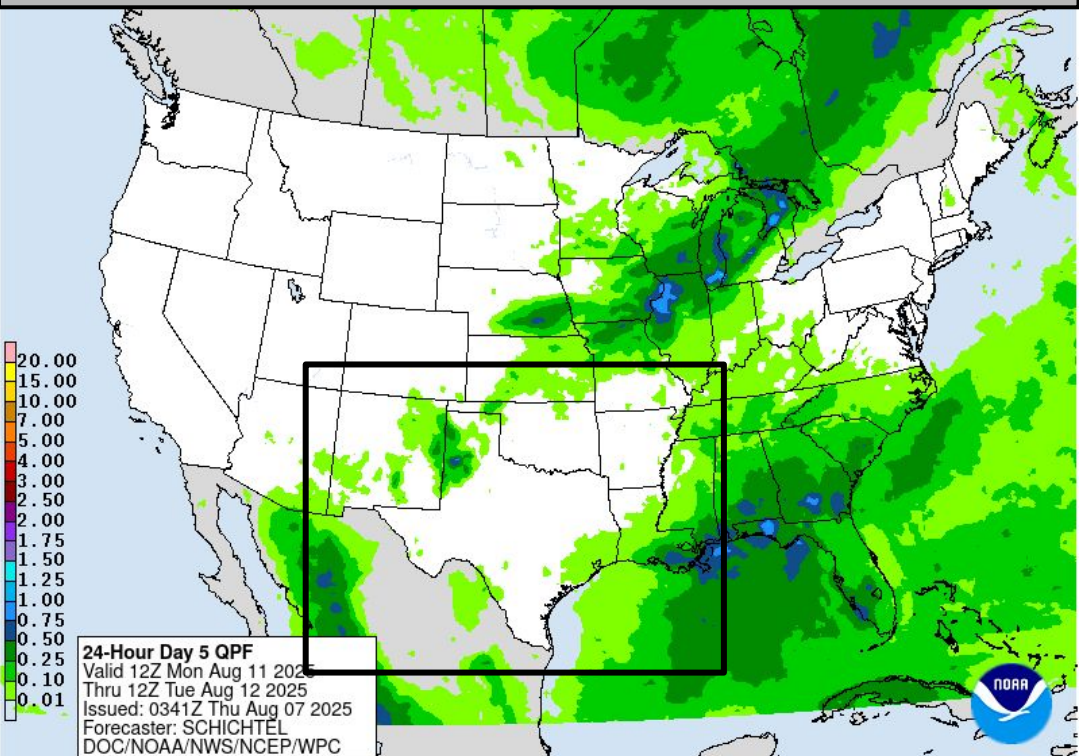 20.00
15.00
10.00
7.00
5.00
4.00
3.00
2.50
2.00
1.75
1.50
1.25
1.00
0.75
0.50
0.25
0.10
0.01
24-Hour Day 5 QPF
Valid 12Z Mon Aug 11 2025
Thru 12Z Tue Aug 12 2025
Issued: 0341Z Thu Aug 07 2025
Forecaster: SCHICHTEL
DOC/NOAA/NWS/NCEP/WPC
NOAA